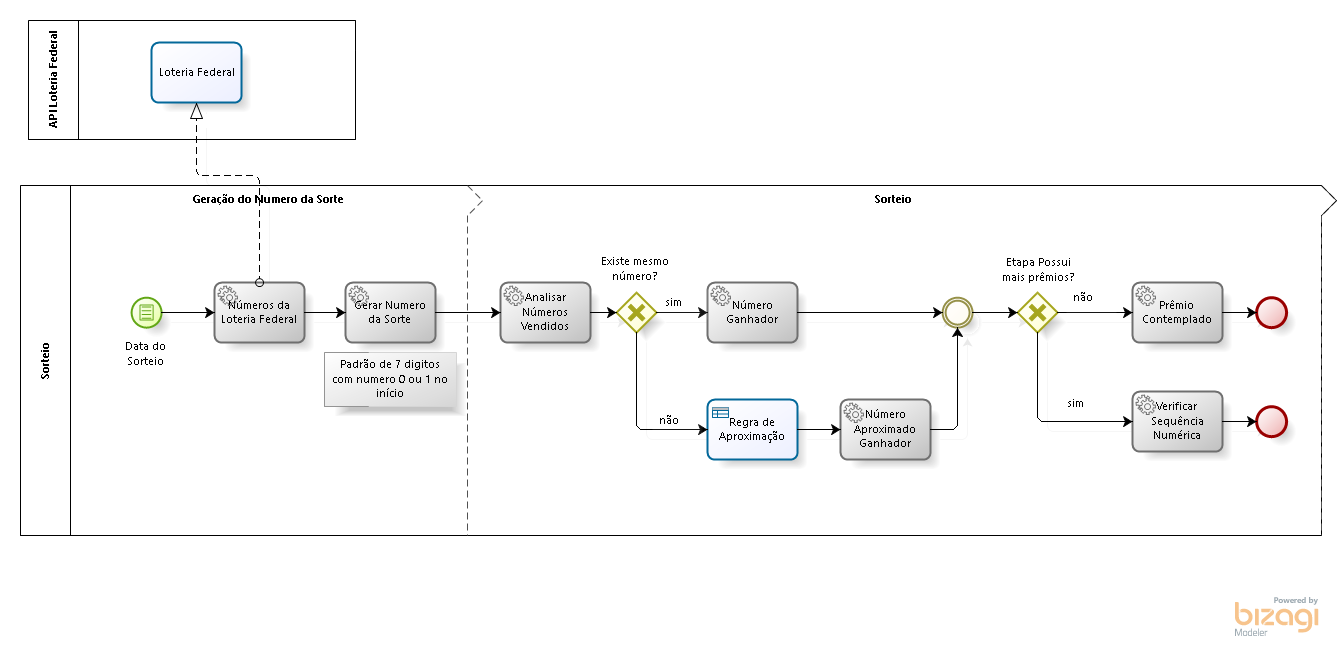 API Loteria Federal
Loteria Federal
Sorteio
Geração do Numero da Sorte
Sorteio
Data do
Sorteio
Números da
Loteria Federal
Gerar Numero
da Sorte
Padrão de 7 digitos
com numero 0 ou 1 no
início
Analisar
Números
Vendidos
Existe mesmo
número?
sim
não
Número
Ganhador
Regra de
Aproximação
Número
Aproximado
Ganhador
Etapa Possui
mais prêmios?
não
sim
Prêmio
Contemplado
Verificar
Sequência
Numérica
Powered by
bizagi
Modeler